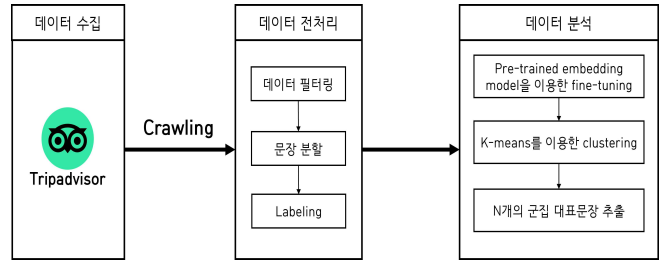 데이터 수집
Tripadvisor
Crawling
데이터 전처리
데이터 필터링
문장 분할
Labeling
데이터 분석
Pre-trained embedding
model을 이용한 fine-tuning
K-means를 이용한 clustering
N개의 군집 대표문장 추출